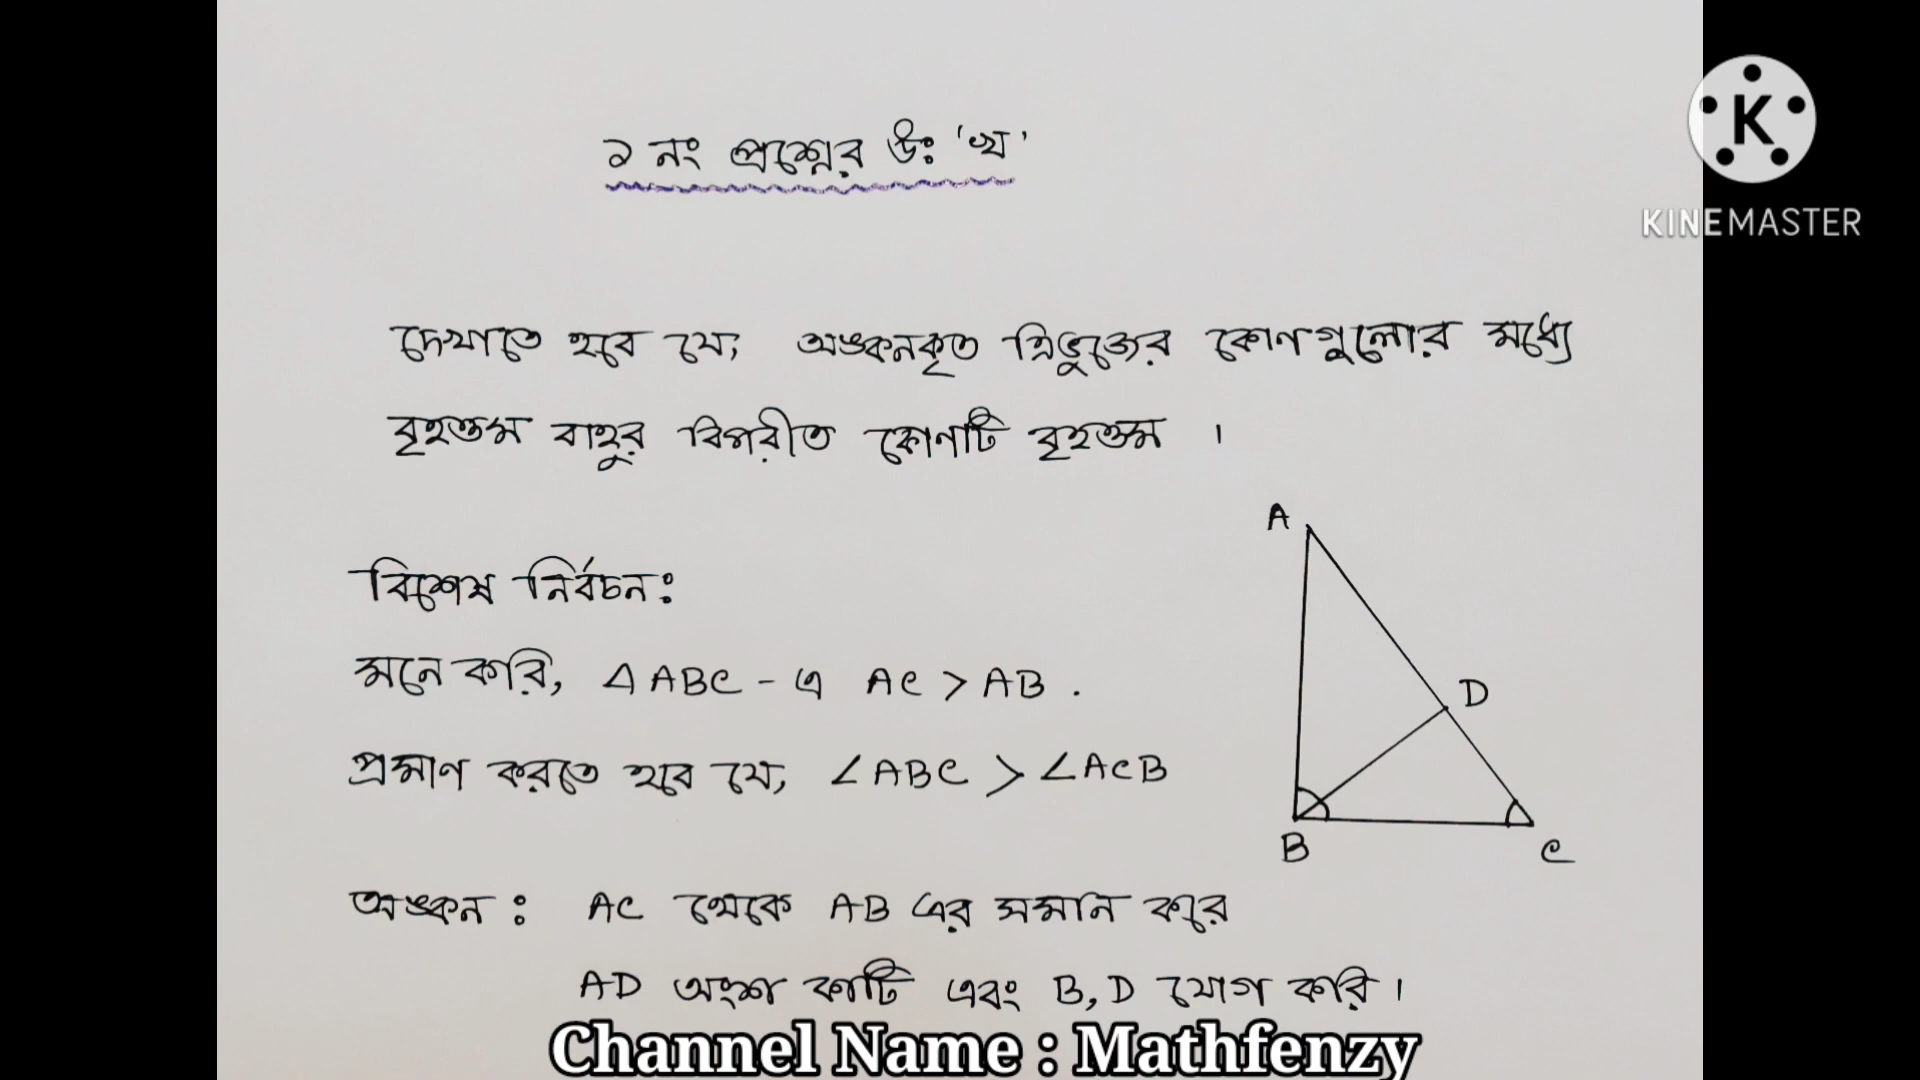 ১ নং প্রশ্নের উঃ 'খ'
KINEMASTER
দেখাতে হবে যে, অঙ্কনকৃত ত্রিভুজের কোণগুলোর মধ্যে
বৃহত্তম বাহুর বিপরীত কোণটি বৃহত্তম ।
বিশেষ নির্বচন:
মনে করি, △ABC - এ AC > AB .
প্রমাণ করতে হবে যে, ∠ABC > ∠ACB
A
D
B
C
অঙ্কন : AC থেকে AB এর সমান করে
AD অংশ কাটি এবং B, D যোগ করি ।
Channel Name : Mathfenzy